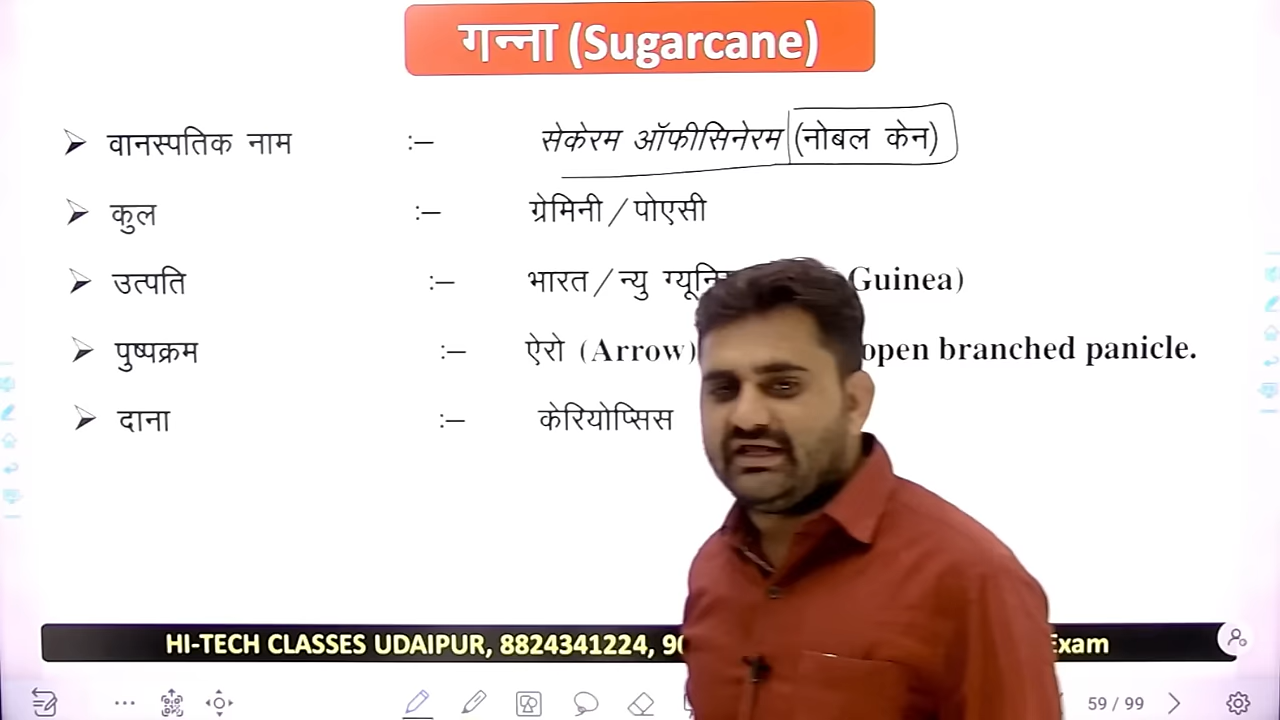 गन्ना (Sugarcane)
वानस्पतिक नाम :– सेकेरम ऑफीसिनेरम (नोबल केन)
कुल :– ग्रेमिनी / पोएसी
उत्पति :– भारत / न्यु Guinea)
पुष्पक्रम :– ऐरो (Arrow) open branched panicle.
दाना :– केरियोप्सिस
HI-TECH CLASSES UDAIPUR, 8824341224, Exam
59 / 99